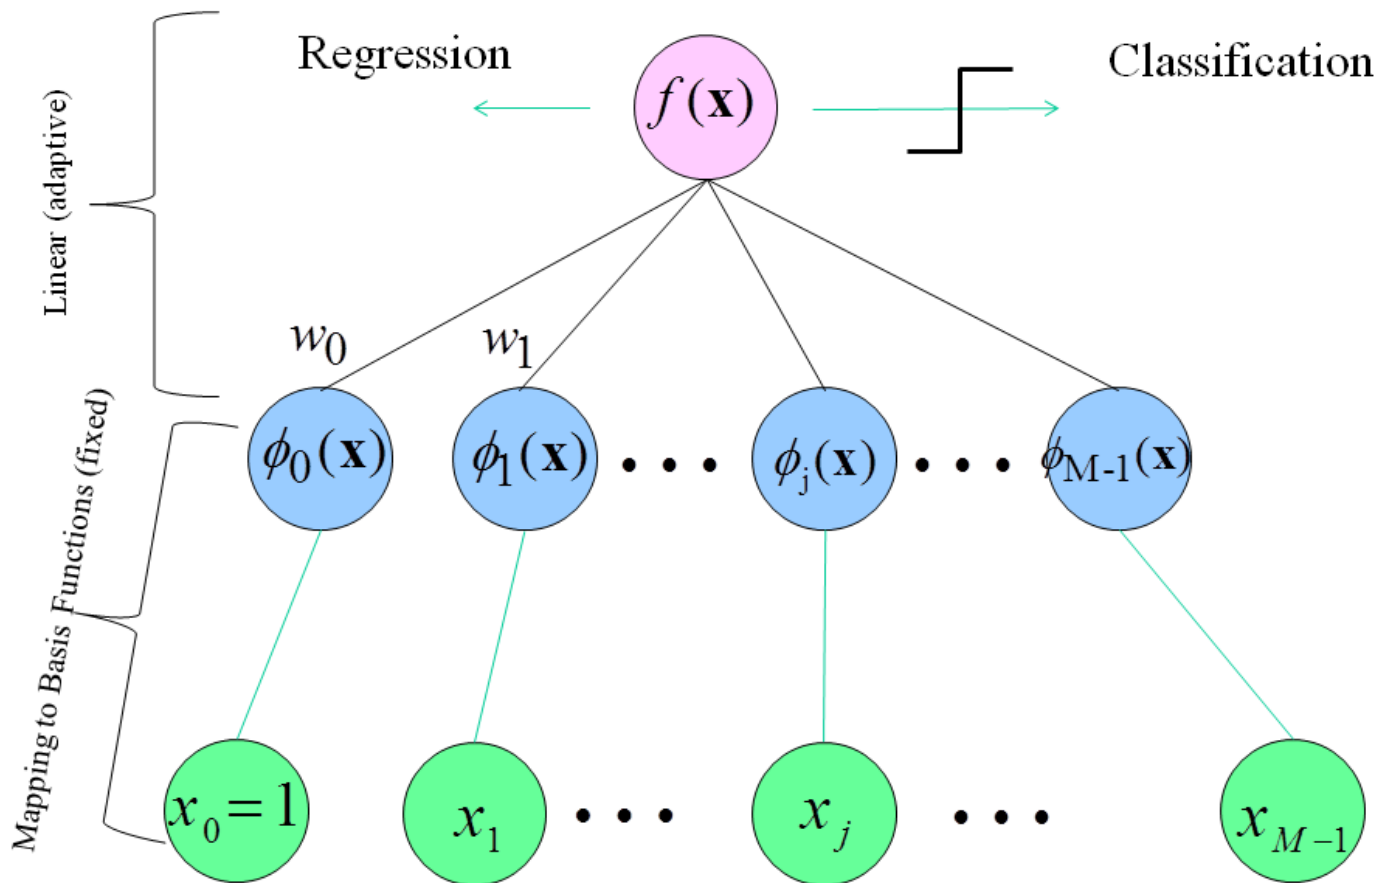 Regression
f(x)
Classification
Linear (adaptive)
w₀
w₁
ϕ₀(x)
ϕ₁(x)
• • •
ϕⱼ(x)
• • •
ϕM-1(x)
Mapping to Basis Functions (fixed)
x₀ = 1
x₁
• • •
xⱼ
• • •
xM−1